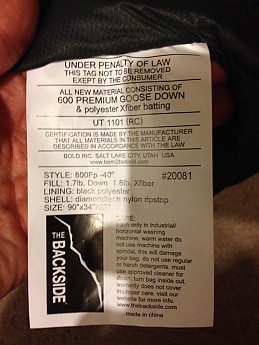 UNDER PENALTY OF LAW
THIS TAG NOT TO BE REMOVED
EXEPT BY THE CONSUMER
ALL NEW MATERIAL CONSISTING OF
600 PREMIUM GOOSE DOWN
& polyester Xfiber batting
UT 1101 (RC)
CERTIFICATION IS MADE BY THE MANUFACTURER
THAT ALL MATERIALS IN THIS ARTICLE ARE
DESCRIBED IN ACCORDANCE WITH THE LAW
BOLD INC. SALT LAKE CITY, UTAH USA
www.born2bebold.com
STYLE: 800Fp -40° #20081
FILL: 1.7lb. Down 1.8lb. Xfiber
LINING: black polyester
SHELL: diamondtech nylon ripstop
SIZE: 90"x34"x25"
THE BACKSIDE
CARE:
wash only in industrial/
horizontal washing
machine, warm water do
not use machine with
spindal, this will damage
your bag. do not use regular
or harsh detergents, must
use approved cleaner for
down, turn bag inside out.
warranty does not cover
improper care. visit our
website for more info.
www.thebackside.com
made in china